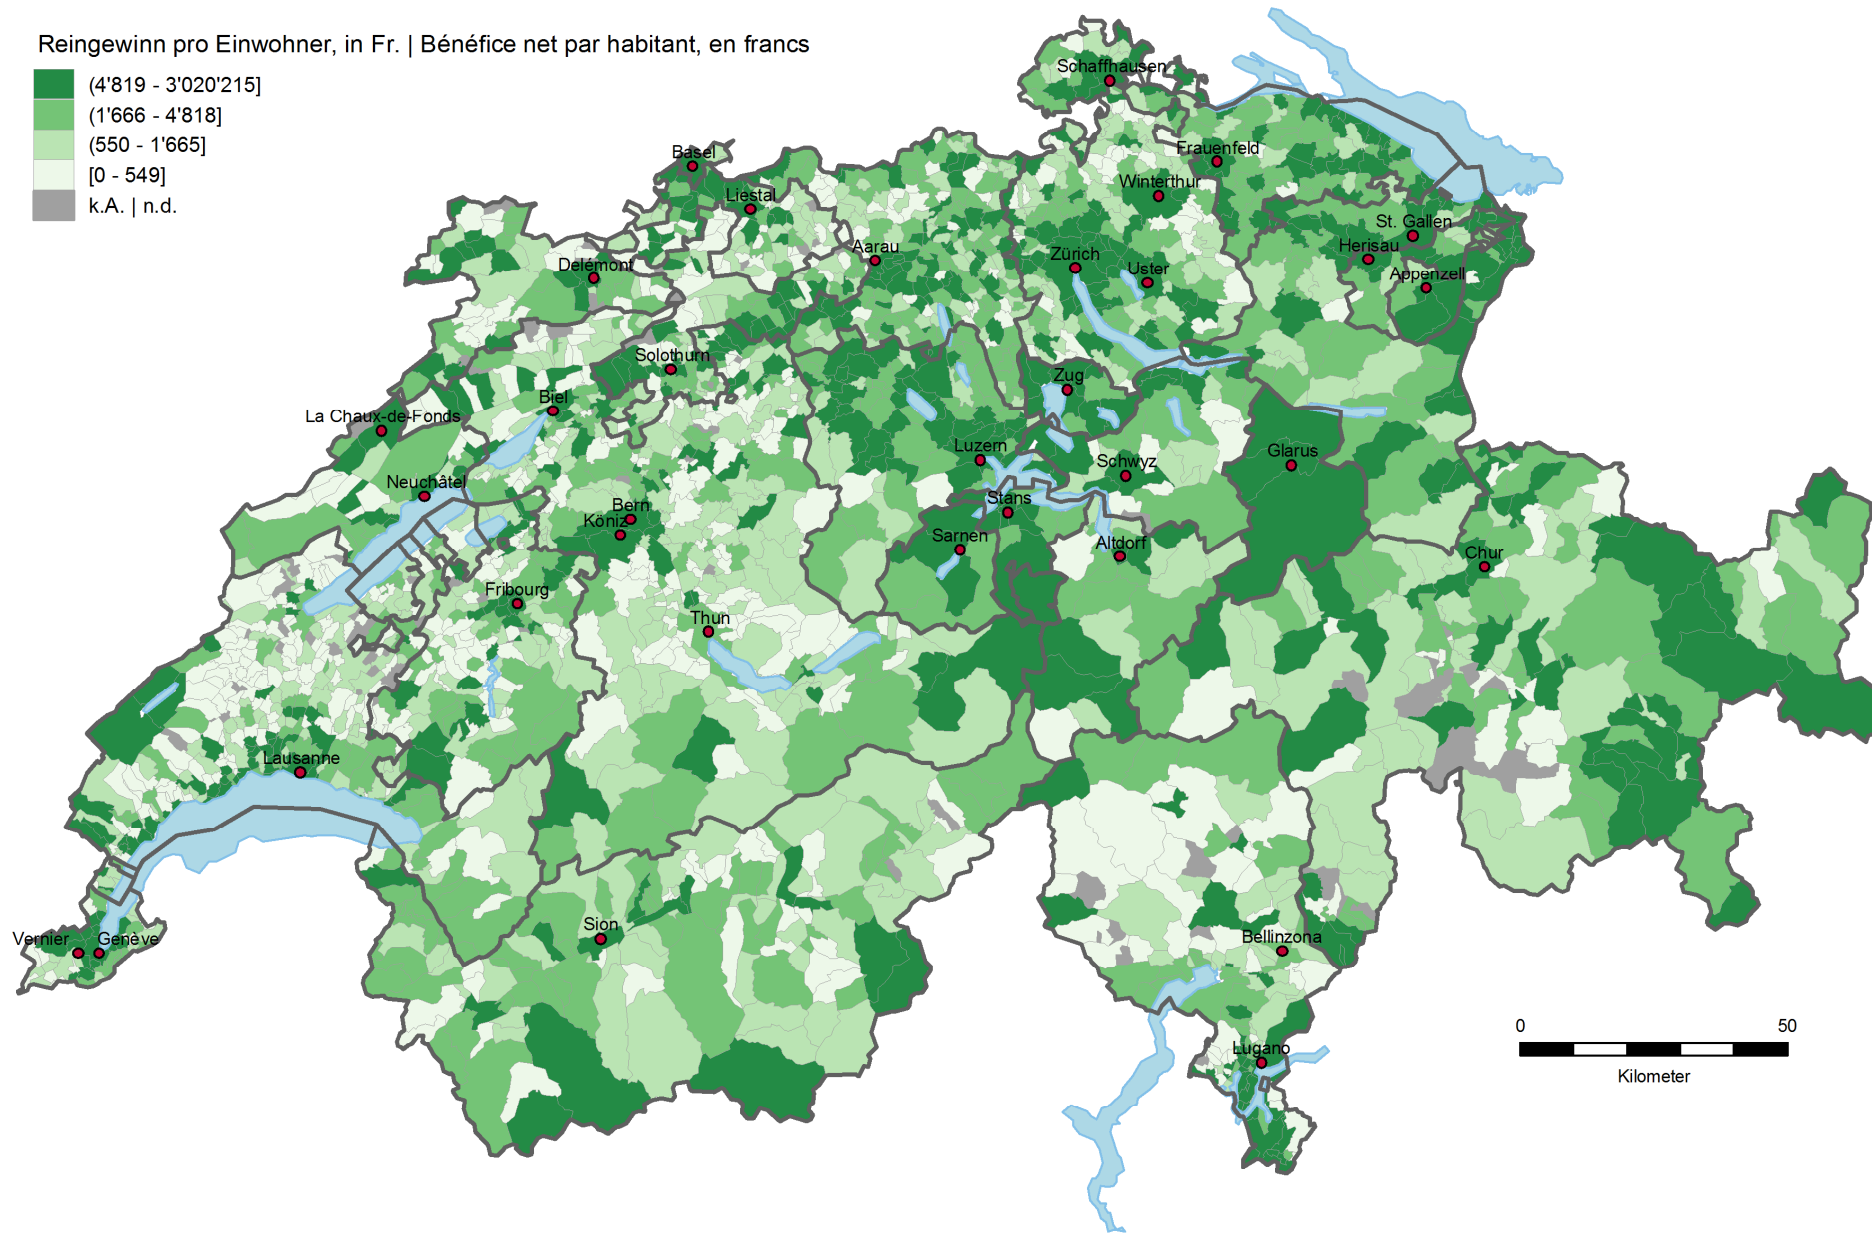 Reingewinn pro Einwohner, in Fr. | Bénéfice net par habitant, en francs
(4'819 - 3'020'215]
(1'666 - 4'818]
(550 - 1'665]
[0 - 549]
k.A. | n.d.
Schaffhausen
Basel
Frauenfeld
Winterthur
Liestal
St. Gallen
Herisau
Aarau
Zürich
Uster
Appenzell
Delémont
Solothurn
Zug
Biel
La Chaux-de-Fonds
Luzern
Glarus
Schwyz
Neuchâtel
Stans
Bern
Köniz
Sarnen
Altdorf
Chur
Fribourg
Thun
Lausanne
Sion
Vernier
Genève
Bellinzona
Lugano
0 50
Kilometer